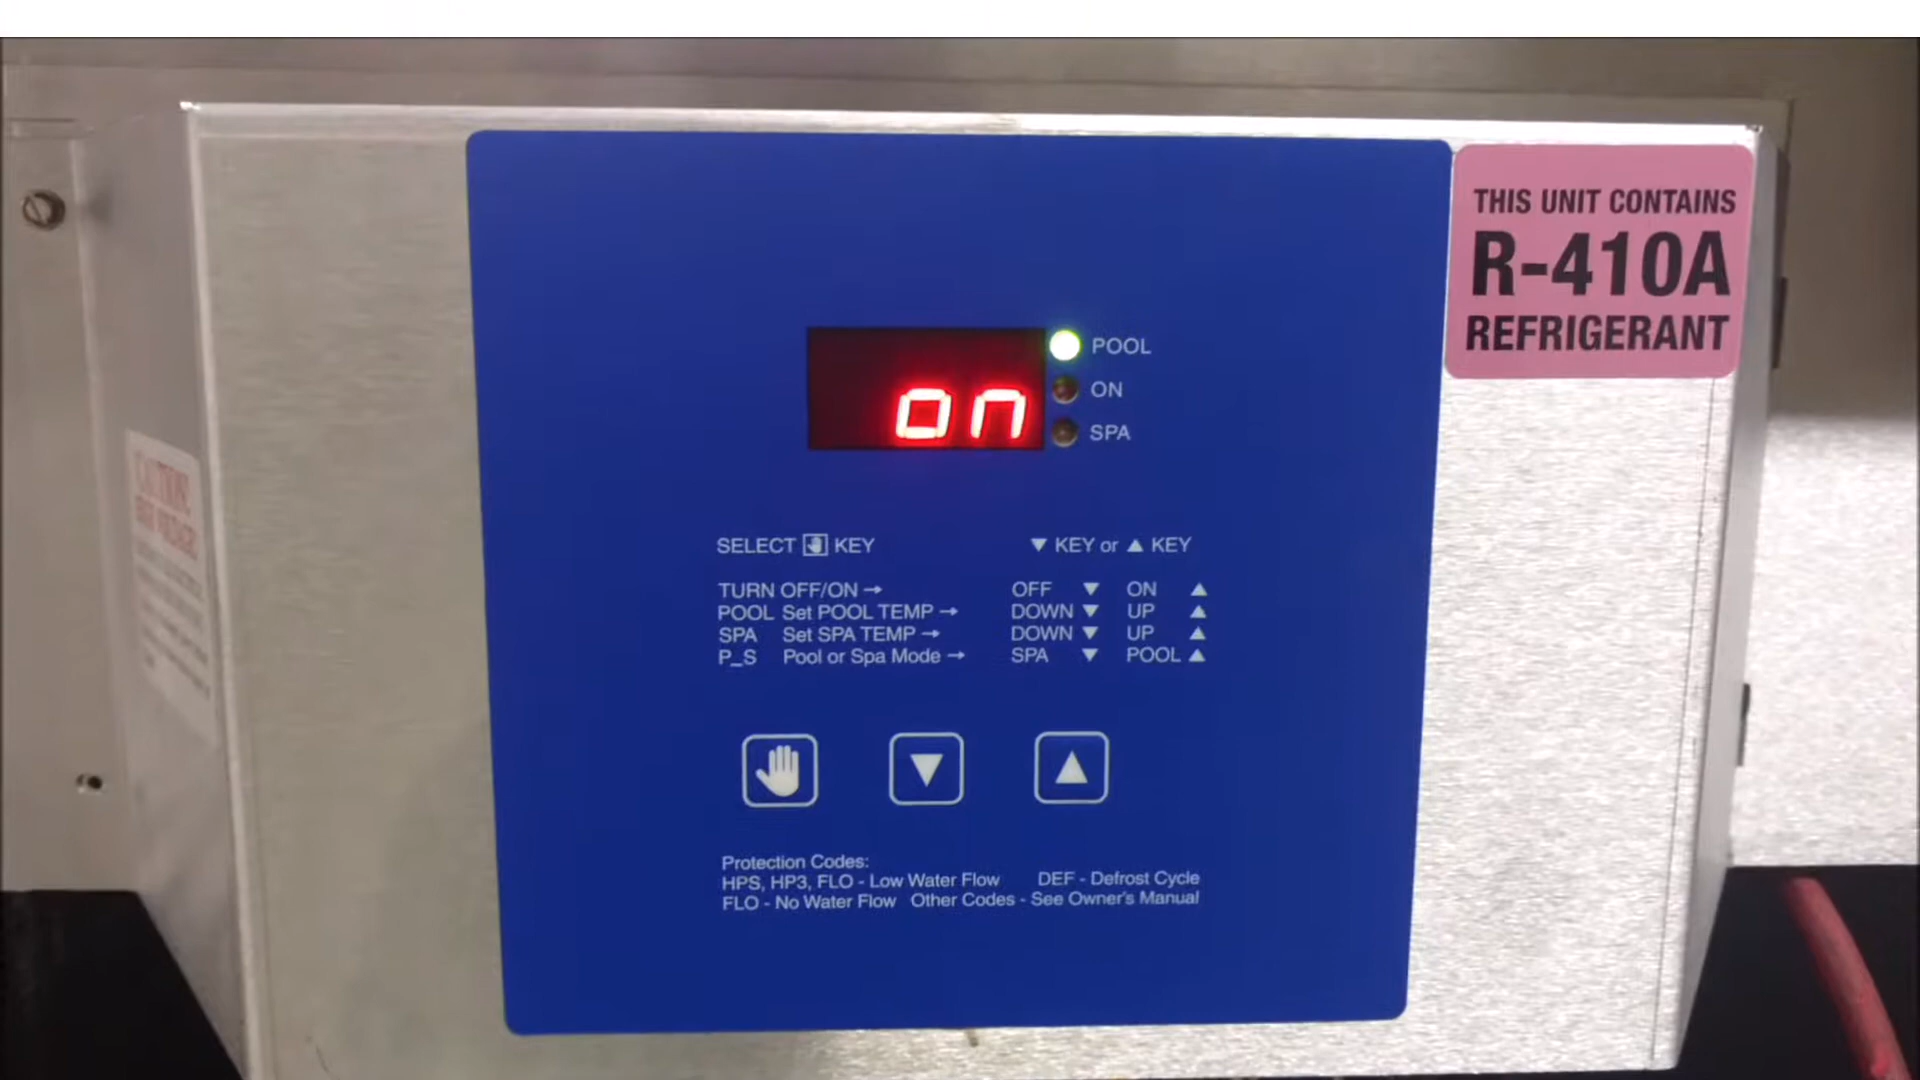 THIS UNIT CONTAINS
R-410A
REFRIGERANT
on
POOL
ON
SPA
SELECT KEY ▼ KEY or ▲ KEY
TURN OFF/ON → OFF ▼ ON ▲
POOL Set POOL TEMP → DOWN ▼ UP ▲
SPA Set SPA TEMP → DOWN ▼ UP ▲
P_S Pool or Spa Mode → SPA ▼ POOL ▲
Protection Codes:
HPS, HP3, FLO - Low Water Flow DEF - Defrost Cycle
FLO - No Water Flow Other Codes - See Owner's Manual
CAUTION!
HIGH VOLTAGE!